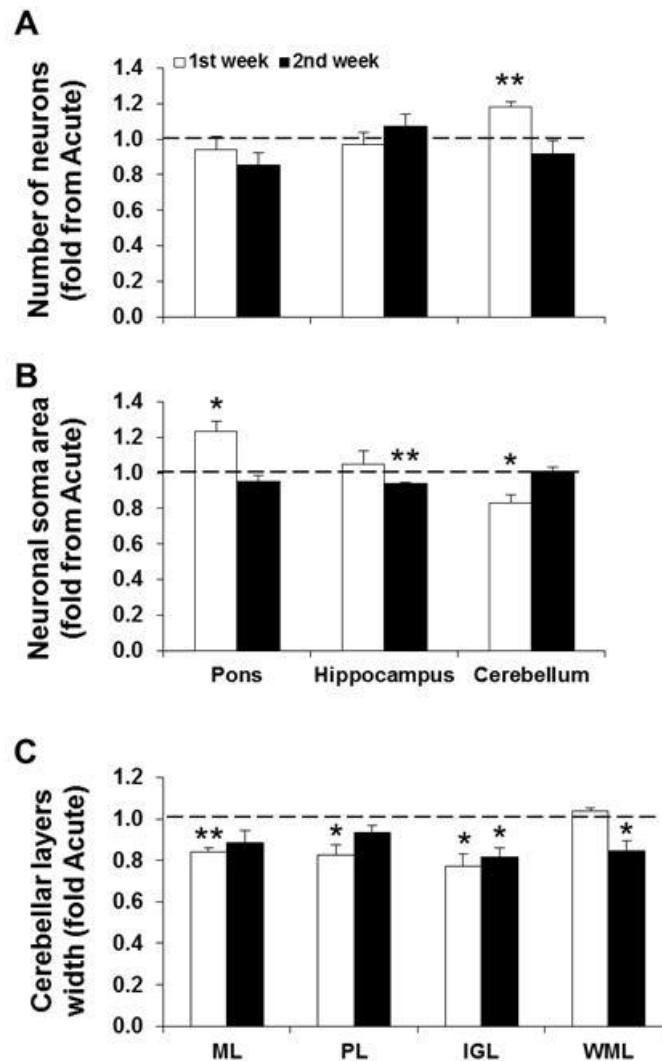 A
1st week 2nd week
Number of neurons
(fold from Acute)
1.4
1.2
1.0
0.8
0.6
0.4
0.2
0.0
**
B
Neuronal soma area
(fold from Acute)
1.4
1.2
1.0
0.8
0.6
0.4
0.2
0.0
* ** *
Pons Hippocampus Cerebellum
C
Cerebellar layers
width (fold Acute)
1.2
1.0
0.8
0.6
0.4
0.2
0.0
** * * * *
ML PL IGL WML